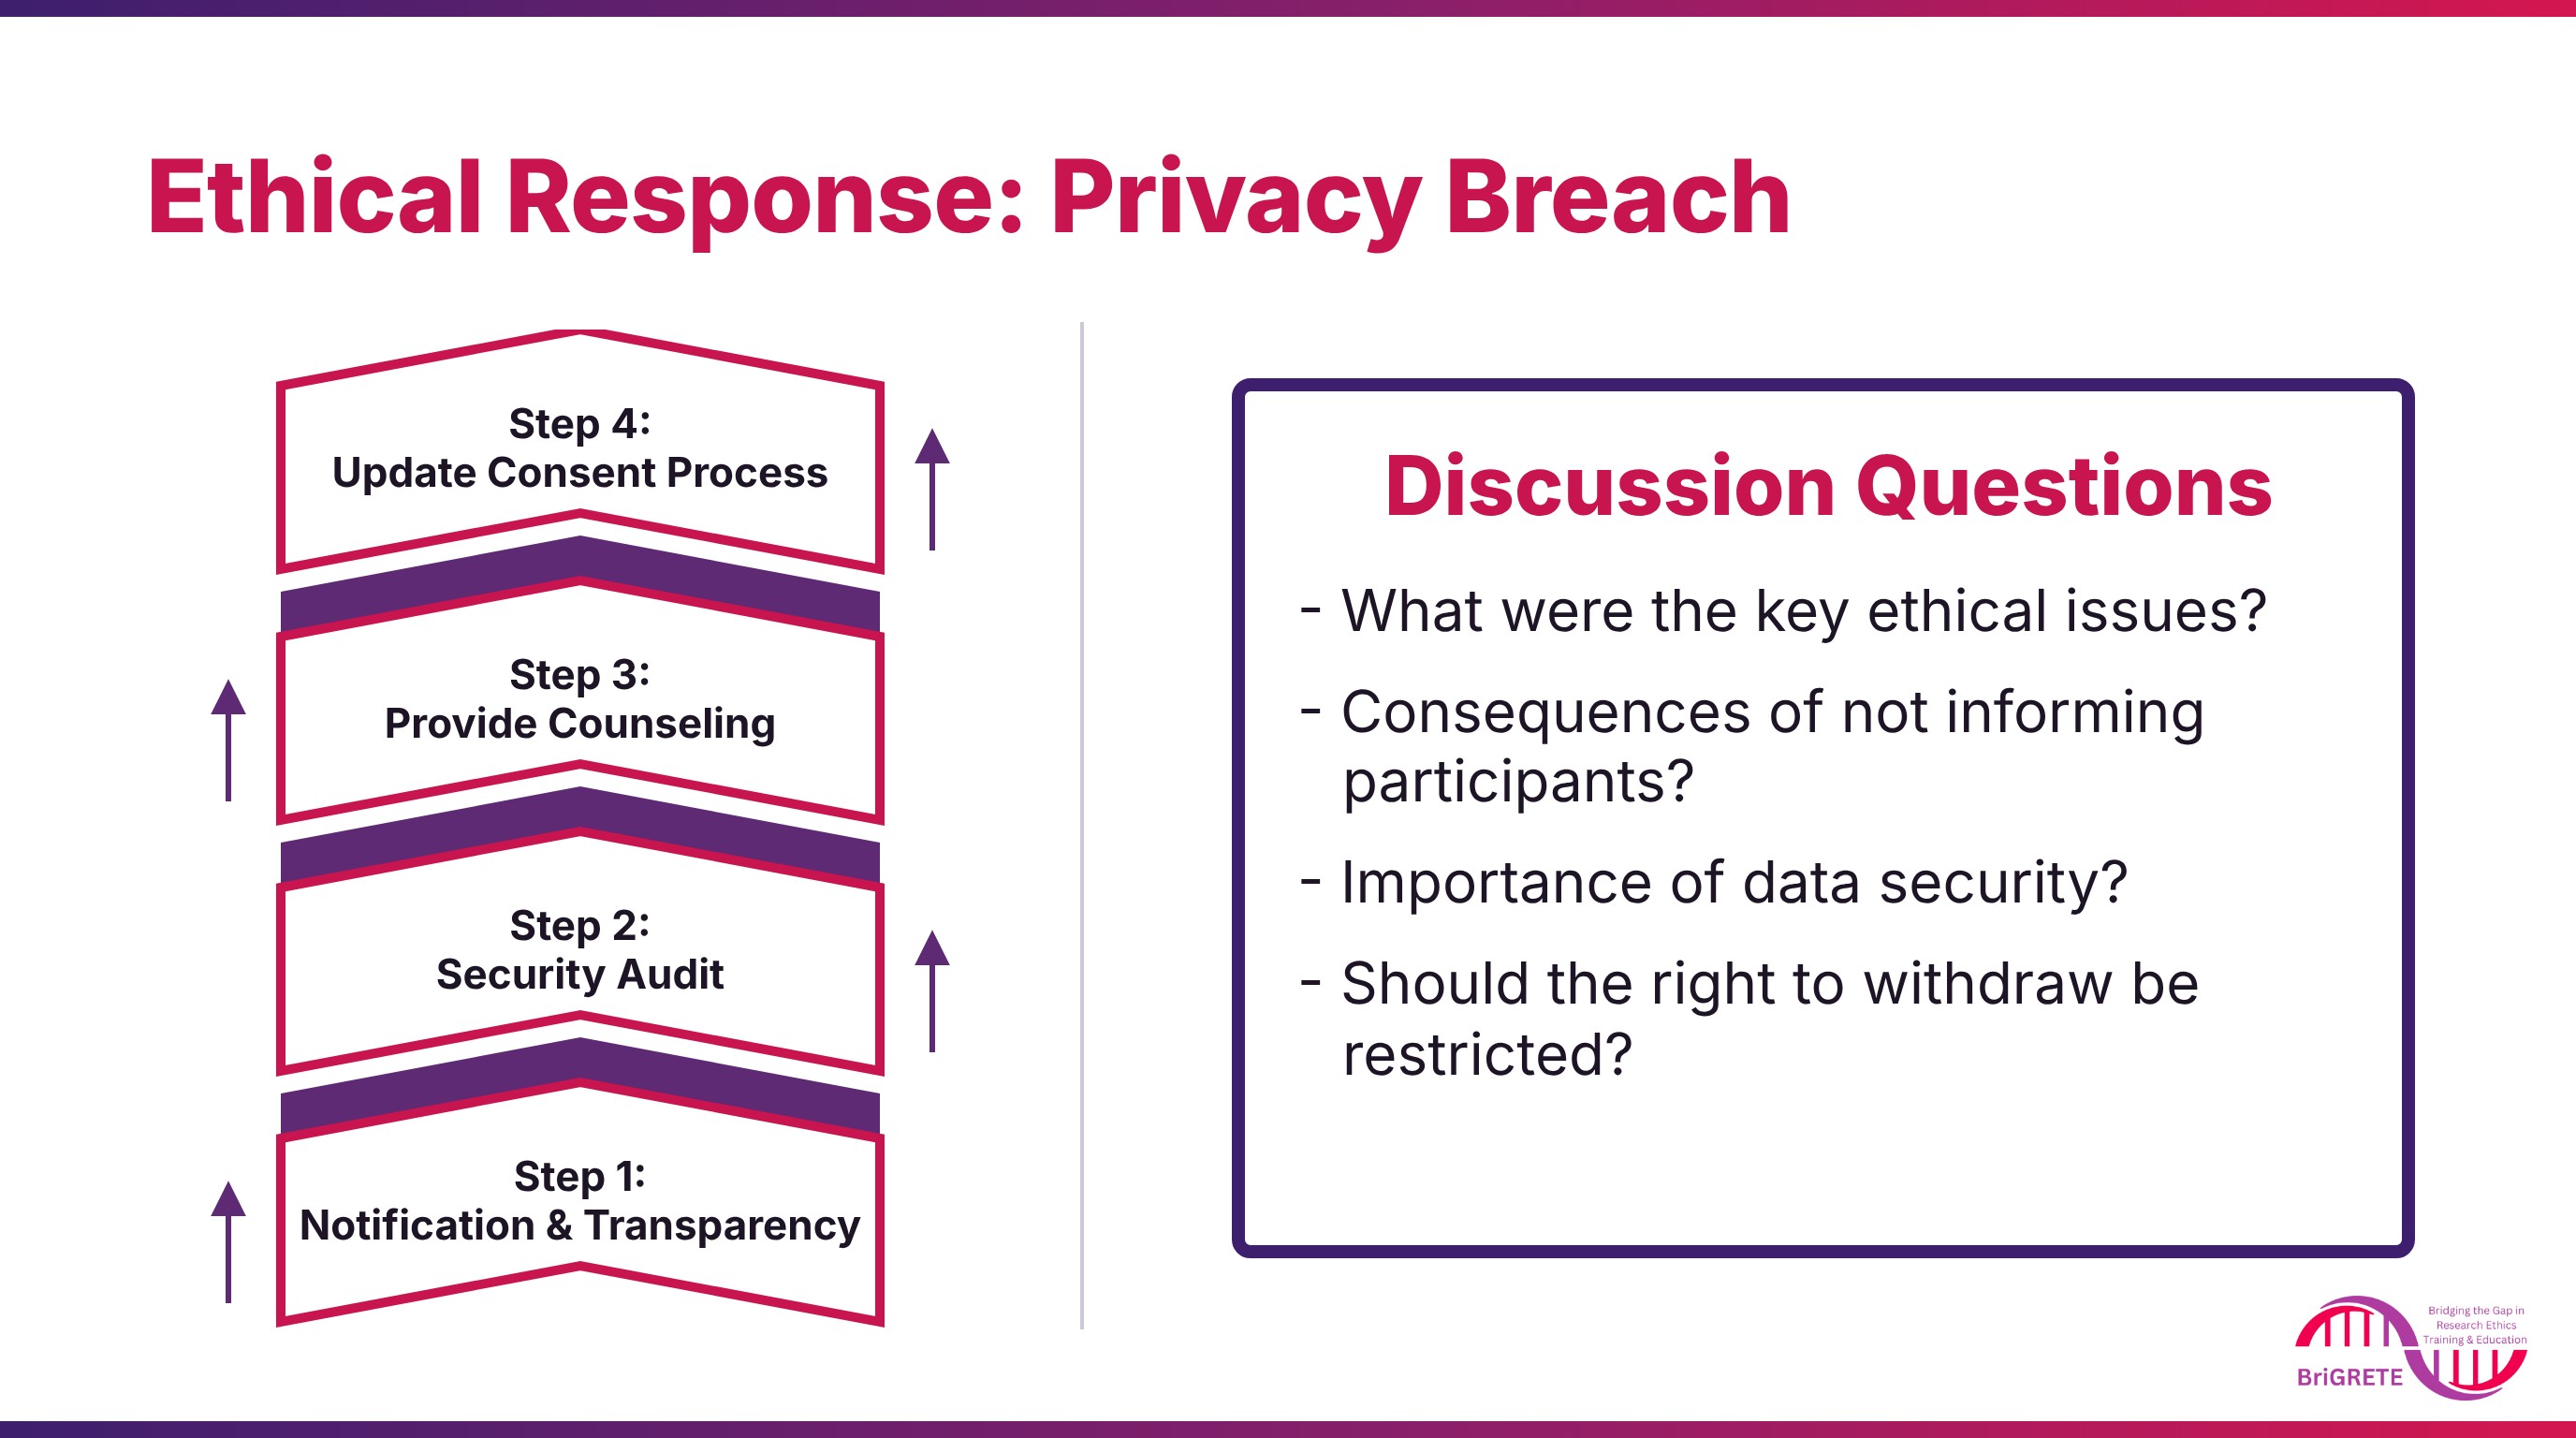 Ethical Response: Privacy Breach
Step 4:
Update Consent Process
Step 3:
Provide Counseling
Step 2:
Security Audit
Step 1:
Notification & Transparency
Discussion Questions
- What were the key ethical issues?
- Consequences of not informing
participants?
- Importance of data security?
- Should the right to withdraw be
restricted?
Bridging the Gap in
Research Ethics
Training & Education
BriGRETE